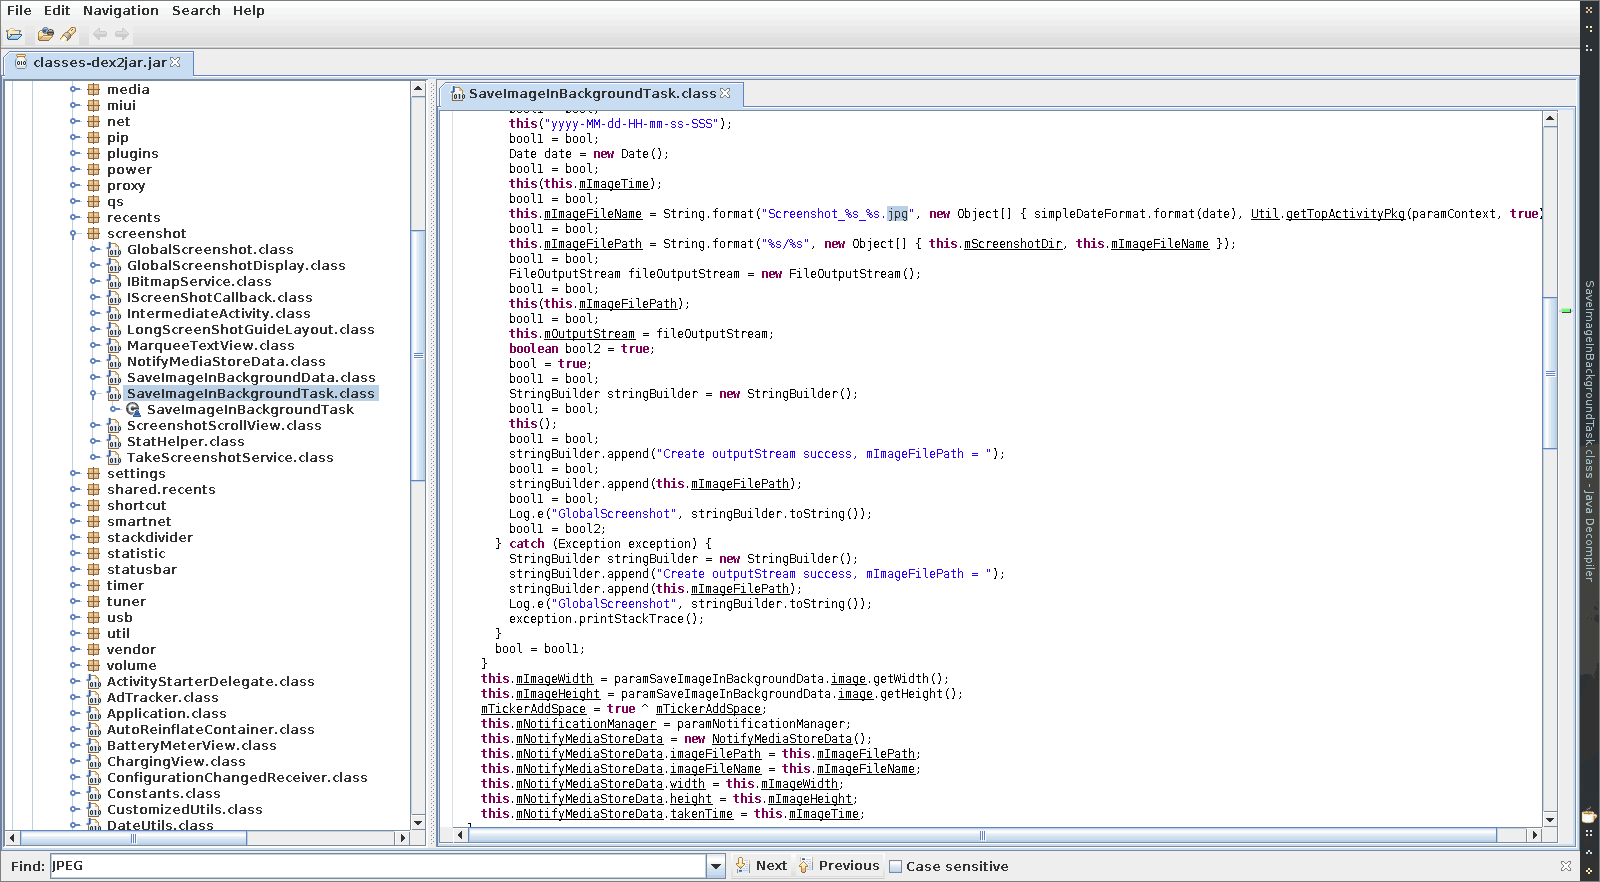 File Edit Navigation Search Help
classes-dex2jar.jar
media
miui
net
pip
plugins
power
proxy
qs
recents
screenshot
GlobalScreenshot.class
GlobalScreenshotDisplay.class
IBitmapService.class
IScreenShotCallback.class
IntermediateActivity.class
LongScreenShotGuideLayout.class
MarqueeTextView.class
NotifyMediaStoreData.class
SaveImageInBackgroundData.class
SaveImageInBackgroundTask.class
SaveImageInBackgroundTask
ScreenshotScrollView.class
StatHelper.class
TakeScreenshotService.class
settings
shared.recents
shortcut
smartnet
stackdivider
statistic
statusbar
timer
tuner
usb
util
vendor
volume
ActivityStarterDelegate.class
AdTracker.class
Application.class
AutoReinflateContainer.class
BatteryMeterView.class
ChargingView.class
ConfigurationChangedReceiver.class
Constants.class
CustomizedUtils.class
DateUtils.class
SaveImageInBackgroundTask.class
bool1 = bool;
this("yyyy-MM-dd-HH-mm-ss-SSS");
bool1 = bool;
Date date = new Date();
bool1 = bool;
this(this.mImageTime);
bool1 = bool;
this.mImageFileName = String.format("Screenshot_%s_%s.jpg", new Object[] { simpleDateFormat.format(date), Util.getTopActivityPkg(paramContext, true)
bool1 = bool;
this.mImageFilePath = String.format("%s/%s", new Object[] { this.mScreenshotDir, this.mImageFileName });
bool1 = bool;
FileOutputStream fileOutputStream = new FileOutputStream();
bool1 = bool;
this(this.mImageFilePath);
bool1 = bool;
this.mOutputStream = fileOutputStream;
boolean bool2 = true;
bool = true;
bool1 = bool;
StringBuilder stringBuilder = new StringBuilder();
bool1 = bool;
this();
bool1 = bool;
stringBuilder.append("Create outputStream success, mImageFilePath = ");
bool1 = bool;
stringBuilder.append(this.mImageFilePath);
bool1 = bool;
Log.e("GlobalScreenshot", stringBuilder.toString());
bool1 = bool2;
} catch (Exception exception) {
StringBuilder stringBuilder = new StringBuilder();
stringBuilder.append("Create outputStream success, mImageFilePath = ");
stringBuilder.append(this.mImageFilePath);
Log.e("GlobalScreenshot", stringBuilder.toString());
exception.printStackTrace();
}
bool = bool1;
}
this.mImageWidth = paramSaveImageInBackgroundData.image.getWidth();
this.mImageHeight = paramSaveImageInBackgroundData.image.getHeight();
mTickerAddSpace = true ^ mTickerAddSpace;
this.mNotificationManager = paramNotificationManager;
this.mNotifyMediaStoreData = new NotifyMediaStoreData();
this.mNotifyMediaStoreData.imageFilePath = this.mImageFilePath;
this.mNotifyMediaStoreData.imageFileName = this.mImageFileName;
this.mNotifyMediaStoreData.width = this.mImageWidth;
this.mNotifyMediaStoreData.height = this.mImageHeight;
this.mNotifyMediaStoreData.takenTime = this.mImageTime;
Find: JPEG Next Previous Case sensitive
SaveImageInBackgroundTask.class - Java Decompiler